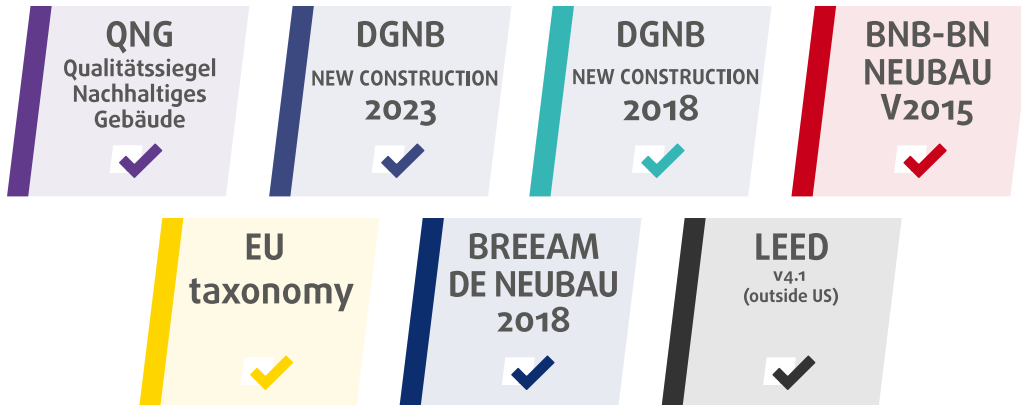 QNG
Qualitätssiegel
Nachhaltiges
Gebäude
DGNB
NEW CONSTRUCTION
2023
DGNB
NEW CONSTRUCTION
2018
BNB-BN
NEUBAU
V2015
EU
taxonomy
BREEAM
DE NEUBAU
2018
LEED
v4.1
(outside US)